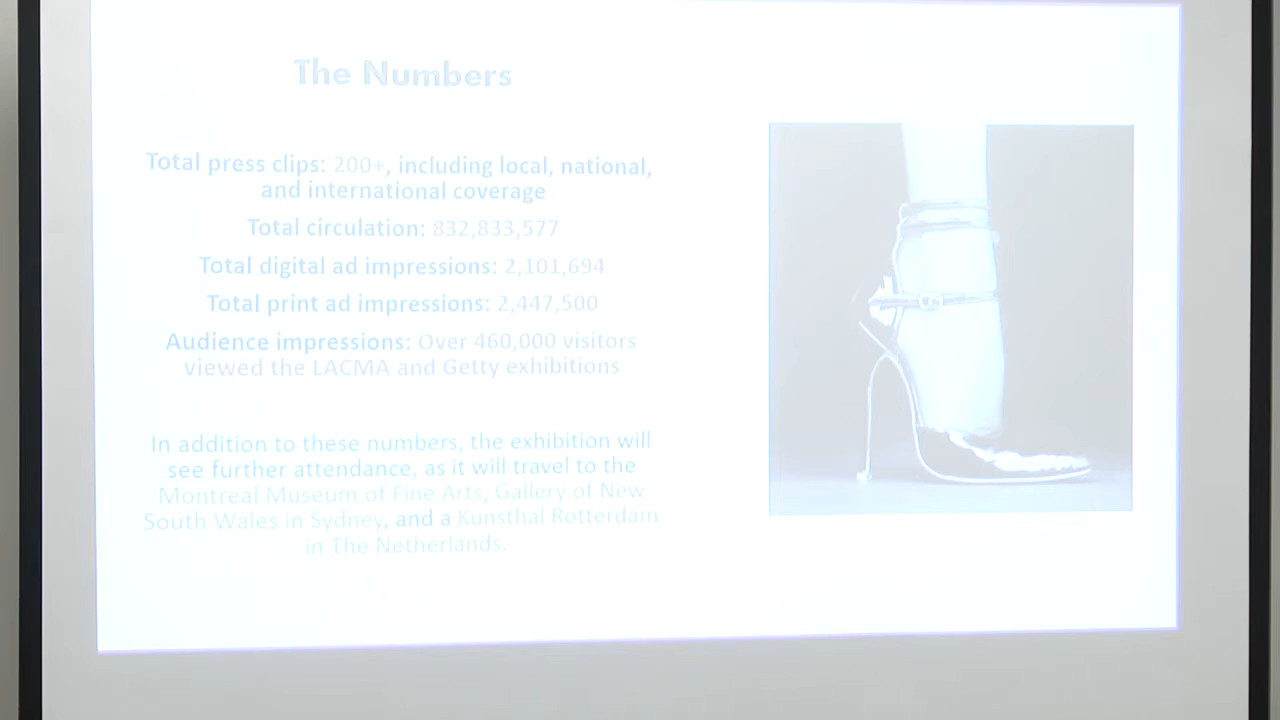 The Numbers
Total press clips: 200+, including local, national,
and international coverage
Total circulation: 832,833,577
Total digital ad impressions: 2,101,694
Total print ad impressions: 2,447,500
Audience impressions: Over 460,000 visitors
viewed the LACMA and Getty exhibitions
In addition to these numbers, the exhibition will
see further attendance, as it will travel to the
Montreal Museum of Fine Arts, Gallery of New
South Wales in Sydney, and a Kunsthal Rotterdam
in The Netherlands.